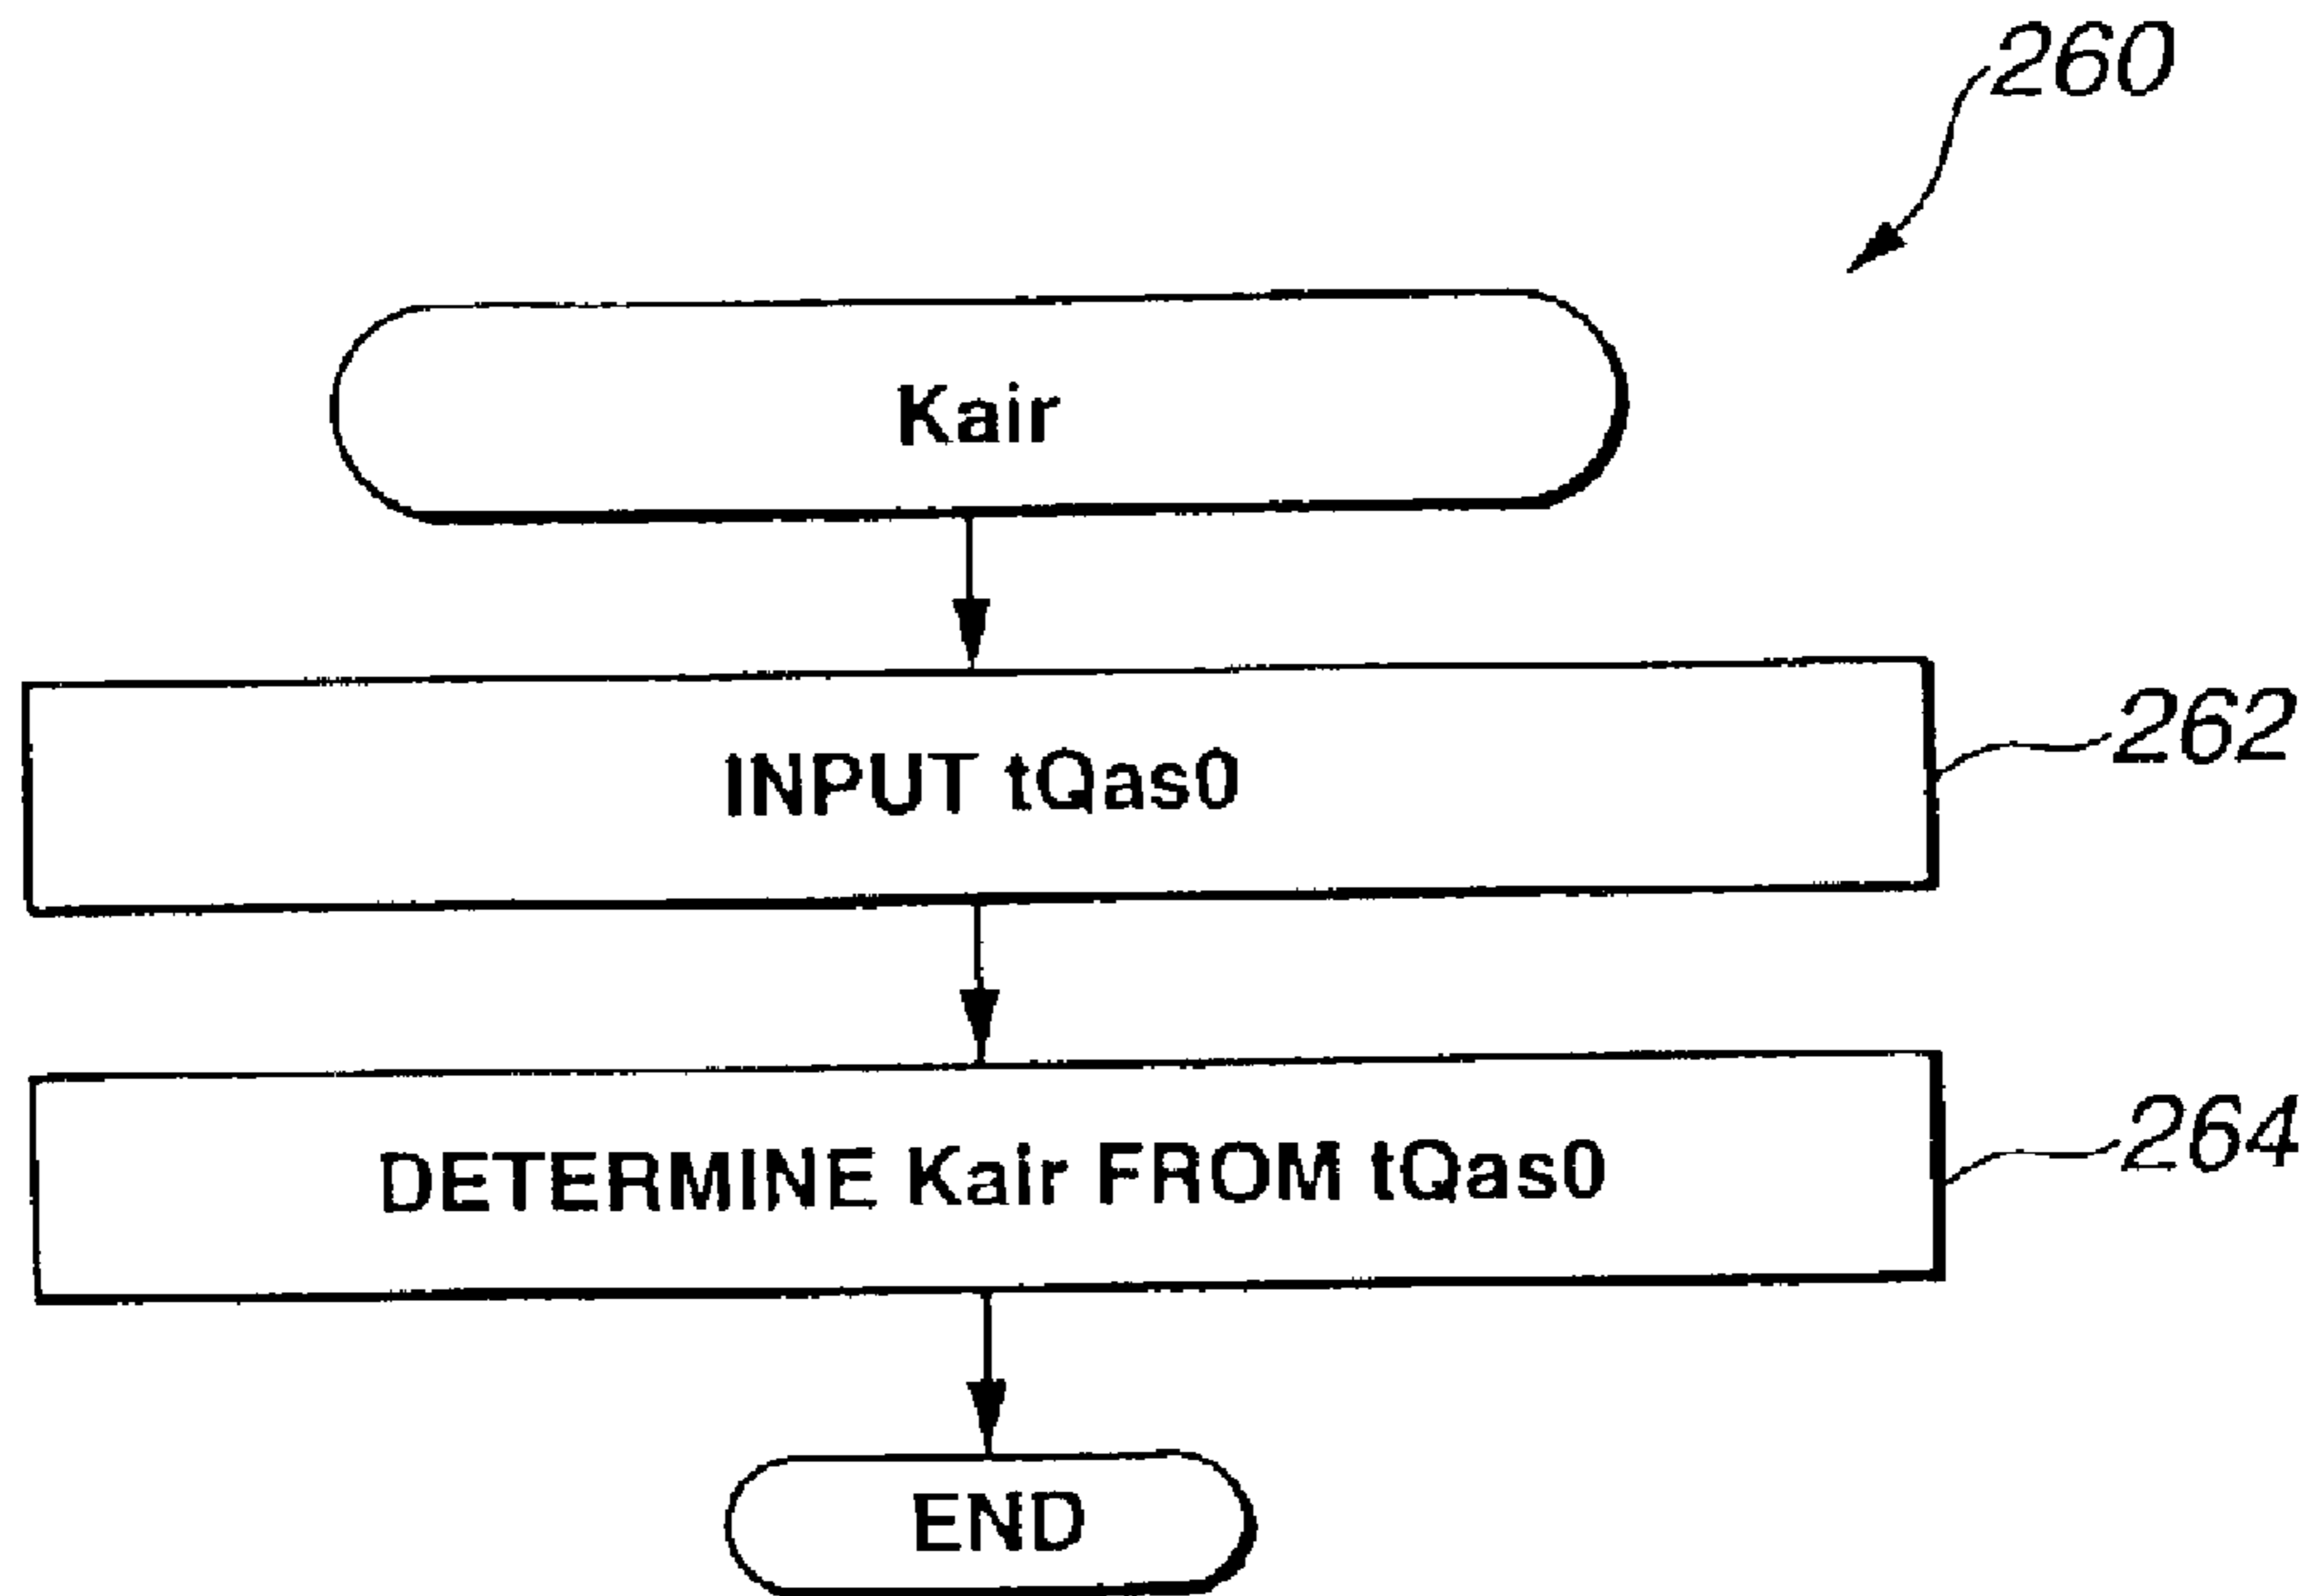 260
Kair
INPUT tQas0
262
DETERMINE Kair FROM tQas0
264
END